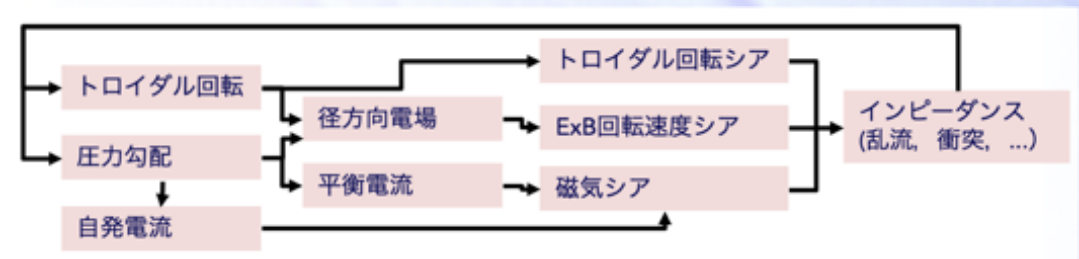 トロイダル回転
圧力勾配
自発電流
径方向電場
平衡電流
トロイダル回転シア
ExB回転速度シア
磁気シア
インピーダンス
(乱流, 衝突, ...)